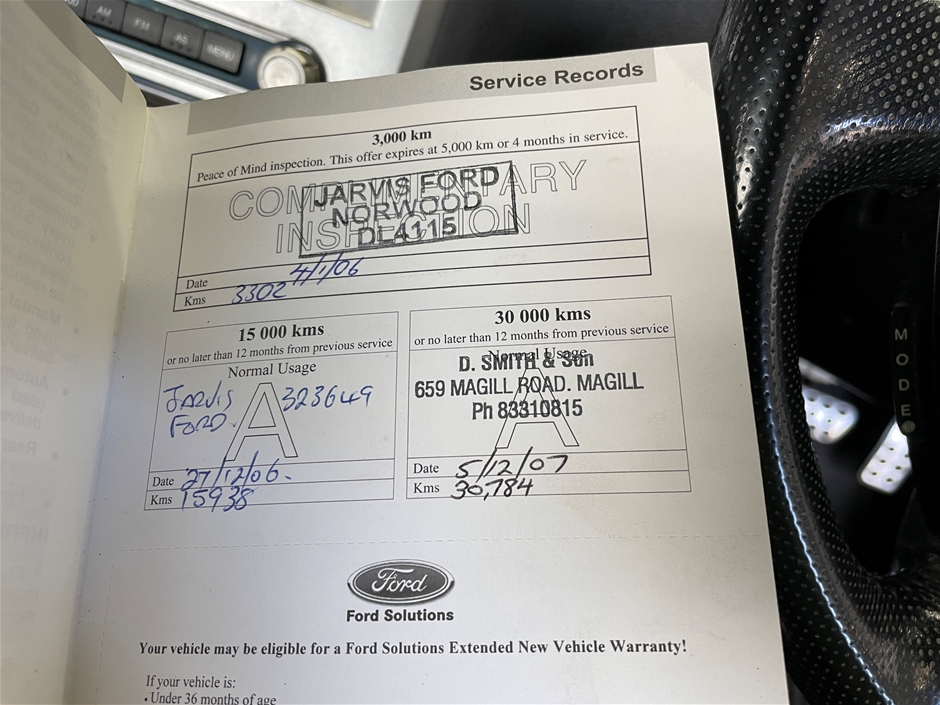 AM
FM
AS
MENU
Service Records
3,000 km
Peace of Mind inspection. This offer expires at 5,000 km or 4 months in service.
COMPLIMENTARY
INSPECTION
JARVIS FORD
NORWOOD
DL4115
Date 4/1/06
Kms 3302
15 000 kms
or no later than 12 months from previous service
Normal Usage
A
Jarvis 323649
Ford.
Date 27/12/06.
Kms 15938
30 000 kms
or no later than 12 months from previous service
Normal Usage
A
D. SMITH & Son
659 MAGILL ROAD. MAGILL
Ph 83310815
Date 5/12/07
Kms 30,784
Ford
Ford Solutions
Your vehicle may be eligible for a Ford Solutions Extended New Vehicle Warranty!
If your vehicle is:
• Under 36 months of age
MODE